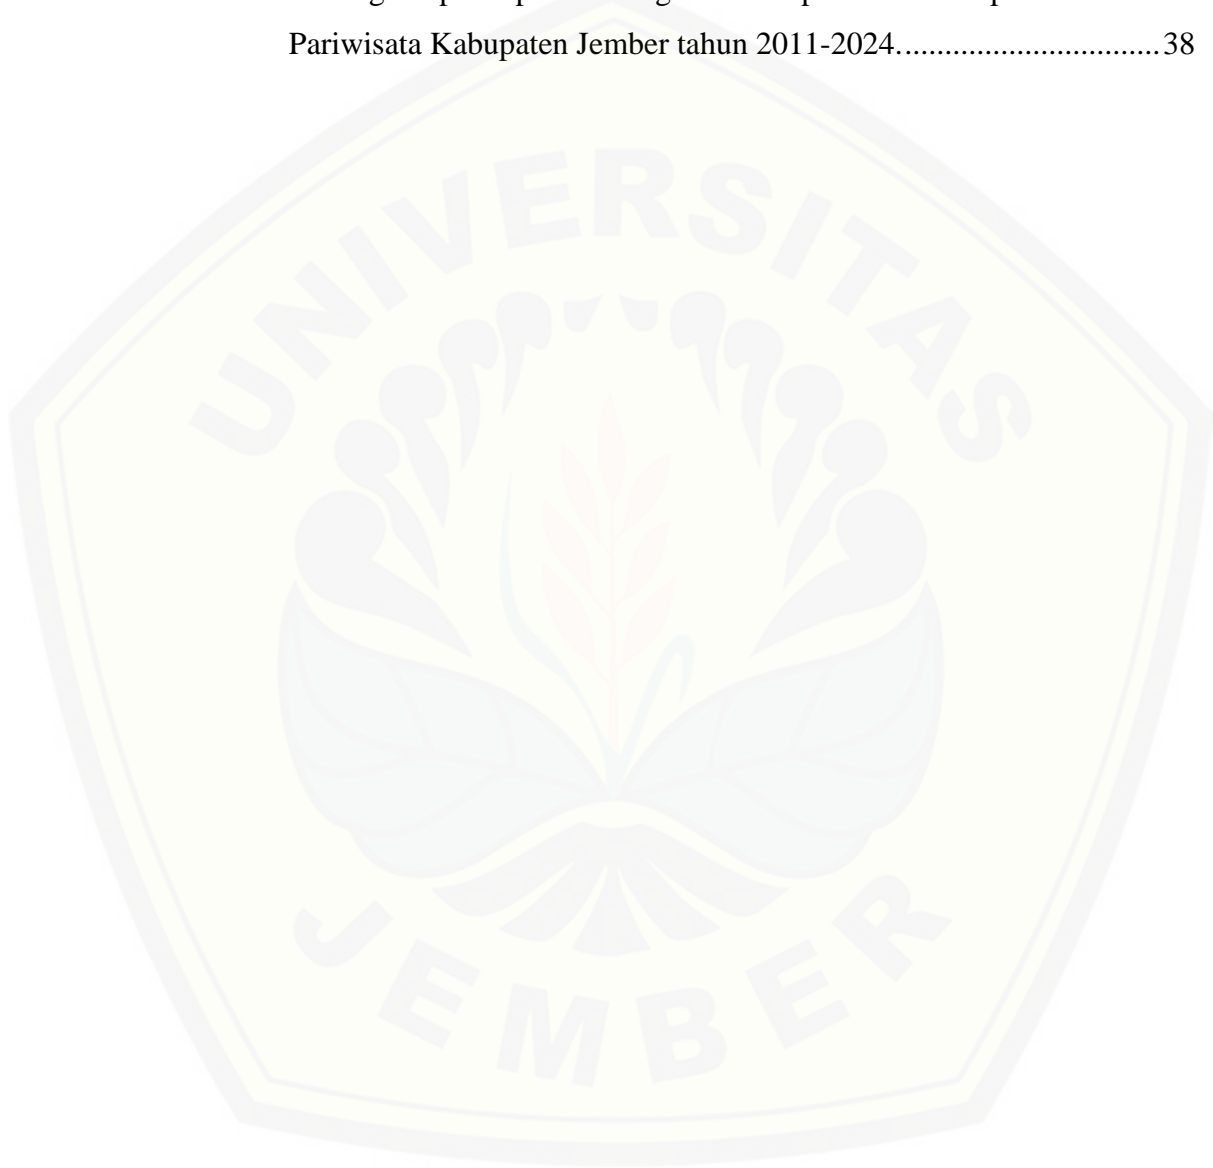 Pariwisata Kabupaten Jember tahun 2011-2024.................................38
UNIVERSITAS
JEMBER